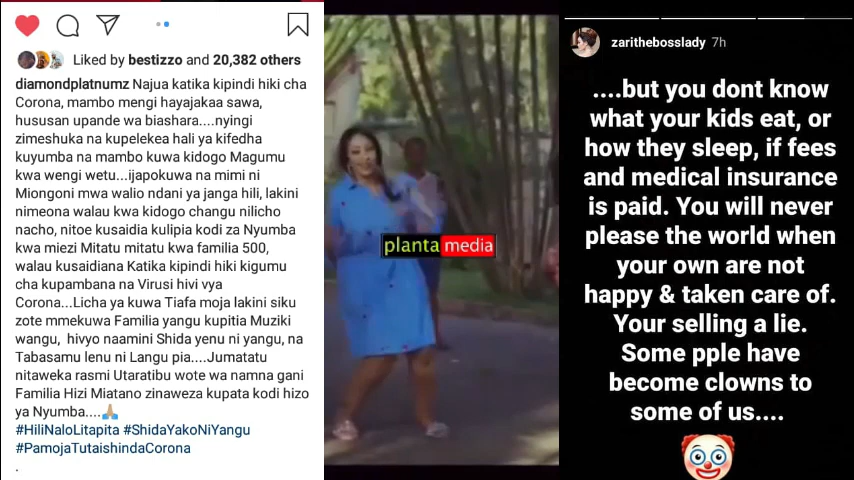 Liked by bestizzo and 20,382 others
diamondplatnumz Najua katika kipindi hiki cha
Corona, mambo mengi hayajakaa sawa,
hususan upande wa biashara....nyingi
zimeshuka na kupelekea hali ya kifedha
kuyumba na mambo kuwa kidogo Magumu
kwa wengi wetu...ijapokuwa na mimi ni
Miongoni mwa walio ndani ya janga hili, lakini
nimeona walau kwa kidogo changu nilicho
nacho, nitoe kusaidia kulipia kodi za Nyumba
kwa miezi Mitatu mitatu kwa familia 500,
walau kusaidiana Katika kipindi hiki kigumu
cha kupambana na Virusi hivi vya
Corona...Licha ya kuwa Tiafa moja lakini siku
zote mmekuwa Familia yangu kupitia Muziki
wangu, hivyo naamini Shida yenu ni yangu, na
Tabasamu lenu ni Langu pia....Jumatatu
nitaweka rasmi Utaratibu wote wa namna gani
Familia Hizi Miatano zinaweza kupata kodi hizo
ya Nyumba....🙏🏼
#HiliNaloLitapita #ShidaYakoNiYangu
#PamojaTutaishindaCorona
.
planta media
zarithebosslady 7h
....but you dont know
what your kids eat, or
how they sleep, if fees
and medical insurance
is paid. You will never
please the world when
your own are not
happy & taken care of.
Your selling a lie.
Some pple have
become clowns to
some of us....
🤡